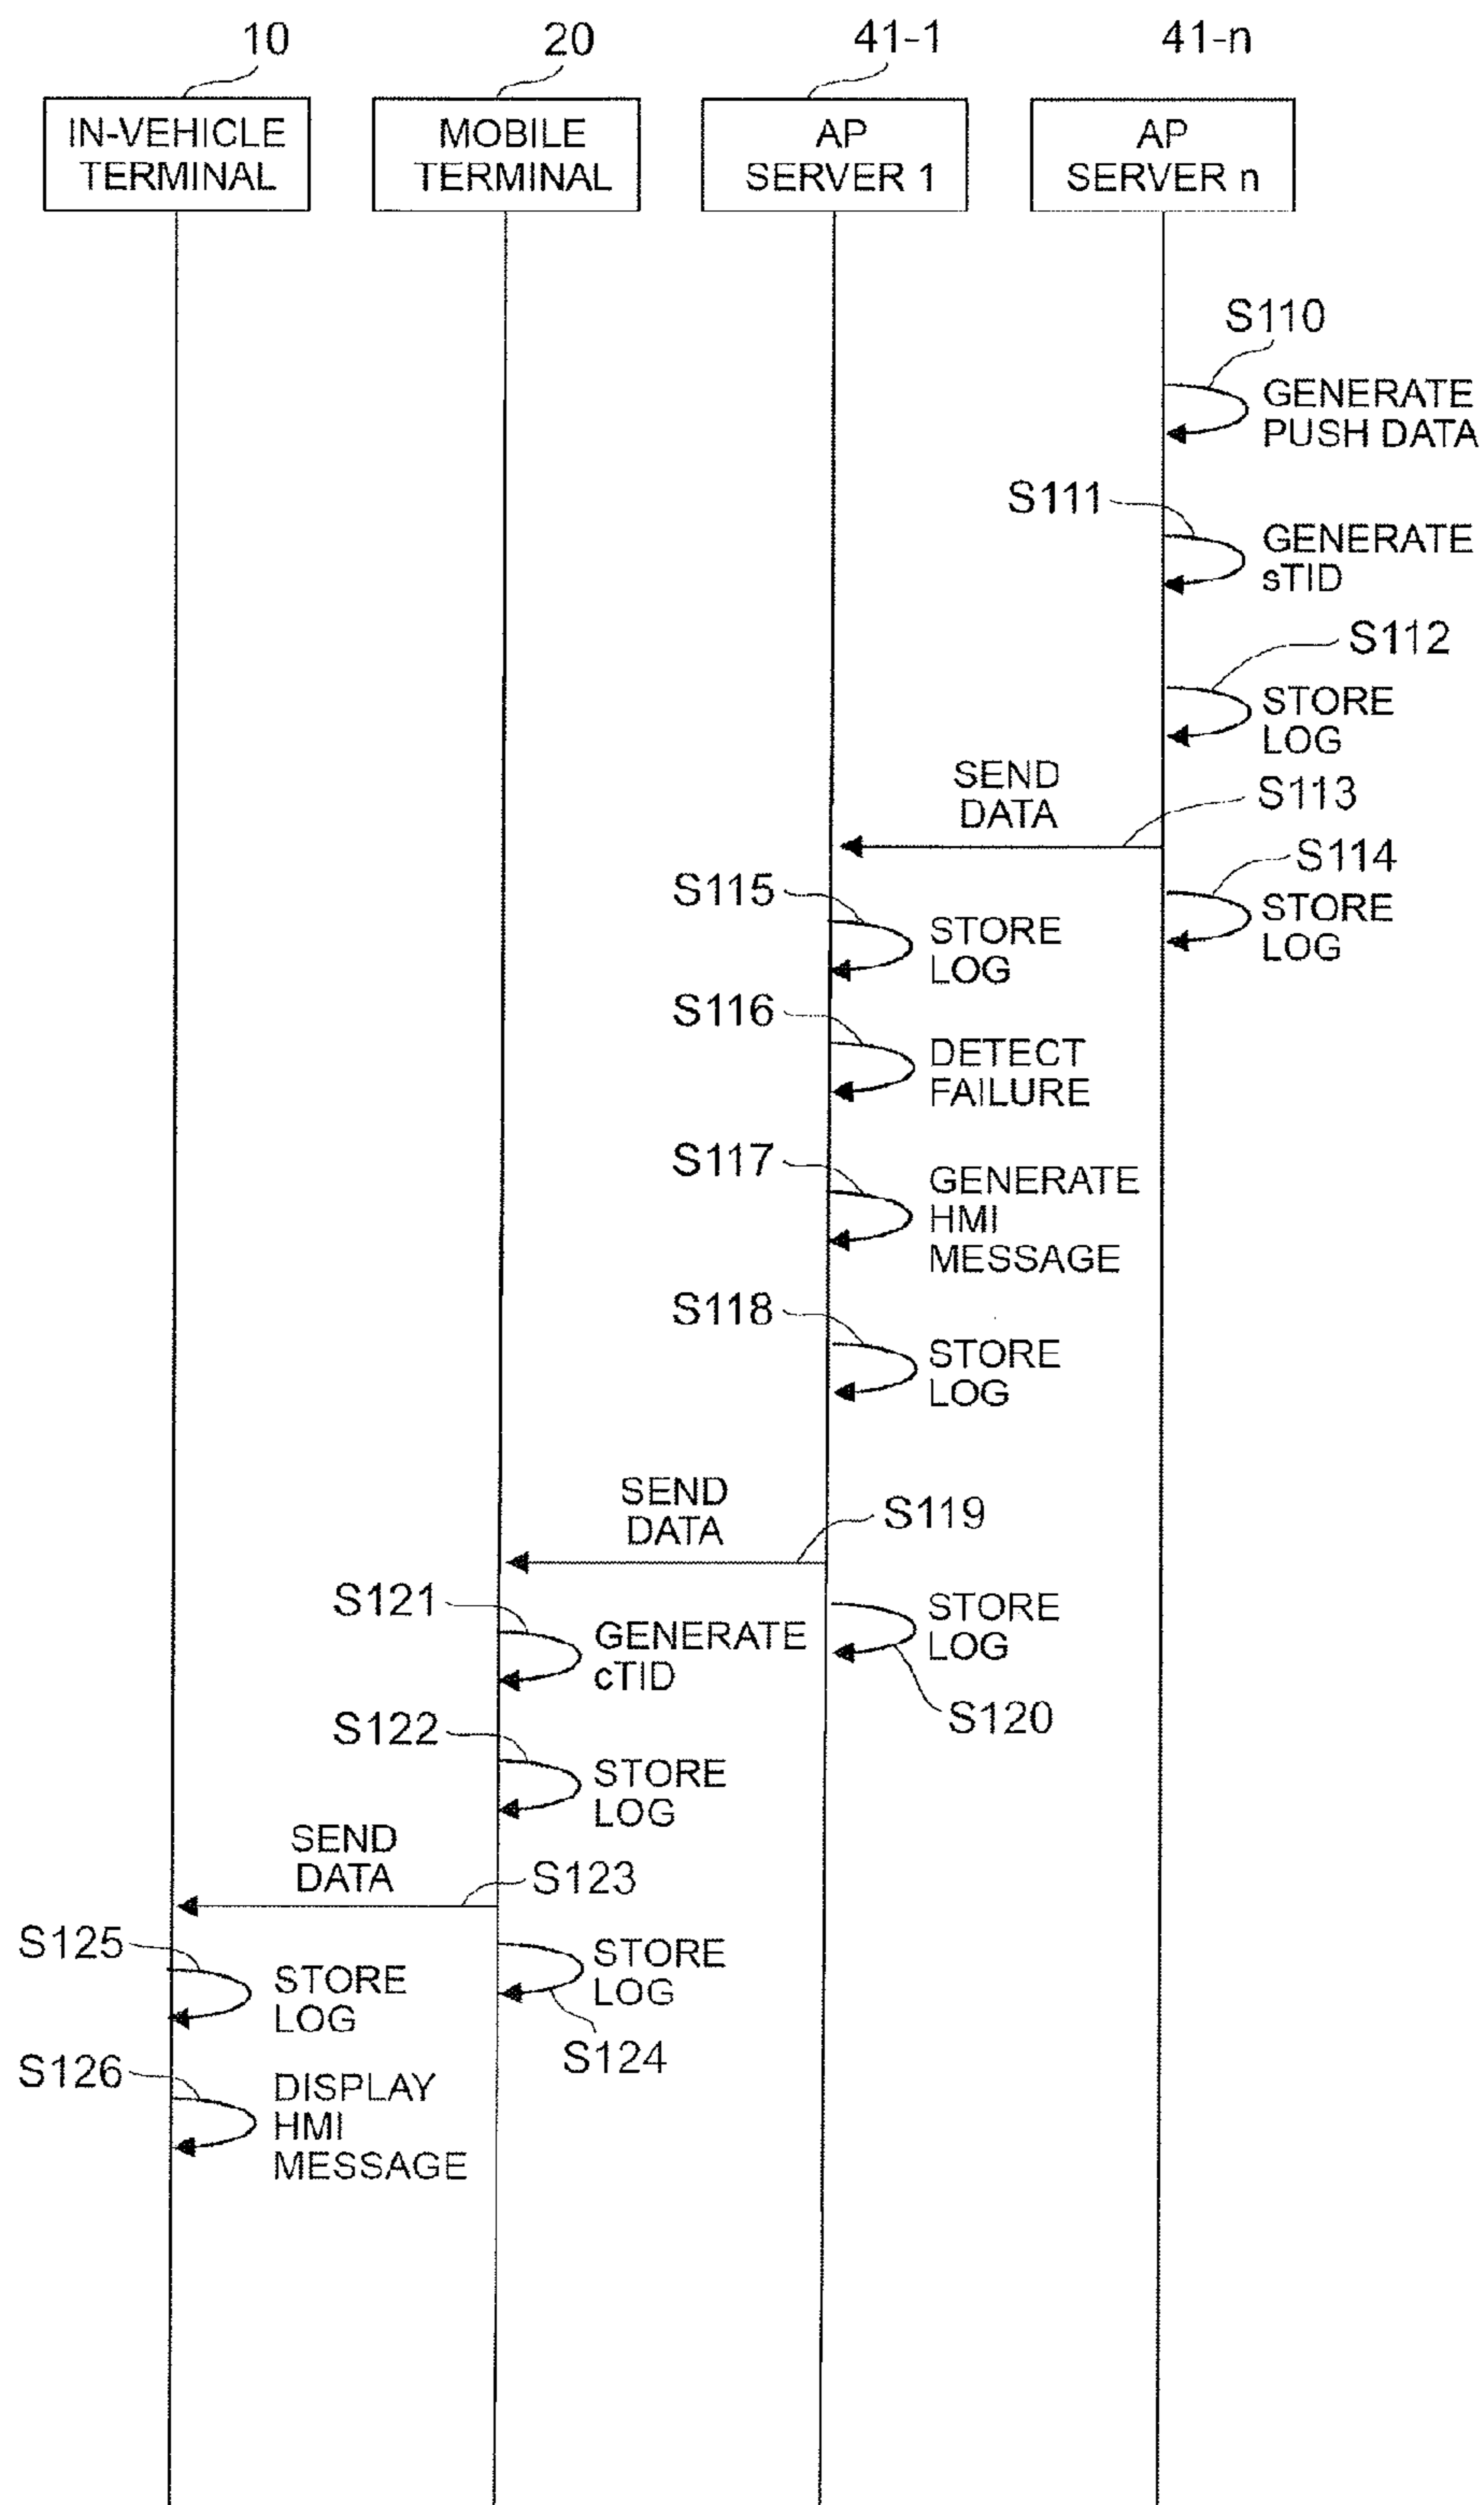 10
20
41-1
41-n
IN-VEHICLE
TERMINAL
MOBILE
TERMINAL
AP
SERVER 1
AP
SERVER n
S110
GENERATE
PUSH DATA
S111
GENERATE
sTID
S112
STORE
LOG
SEND
DATA
S113
S114
STORE
LOG
S115
STORE
LOG
S116
DETECT
FAILURE
S117
GENERATE
HMI
MESSAGE
S118
STORE
LOG
SEND
DATA
S119
S121
GENERATE
cTID
STORE
LOG
S120
S122
STORE
LOG
SEND
DATA
S123
S125
STORE
LOG
STORE
LOG
S124
S126
DISPLAY
HMI
MESSAGE